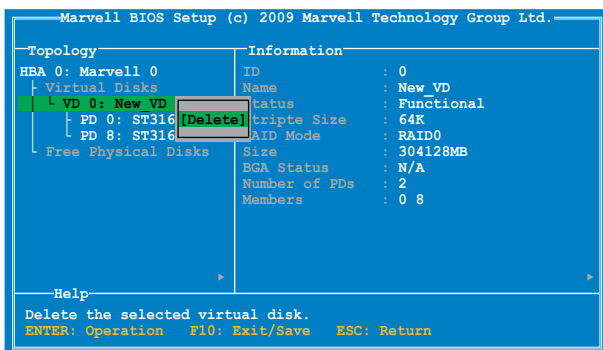 Marvell BIOS Setup (c) 2009 Marvell Technology Group Ltd.
Topology
HBA 0: Marvell 0
Virtual Disks
VD 0: New_VD
PD 0: ST316
PD 8: ST316
Free Physical Disks
[Delete]
Information
ID : 0
Name : New_VD
tatus : Functional
tripte Size : 64K
AID Mode : RAID0
Size : 304128MB
BGA Status : N/A
Number of PDs : 2
Members : 0 8
Help
Delete the selected virtual disk.
ENTER: Operation F10: Exit/Save ESC: Return